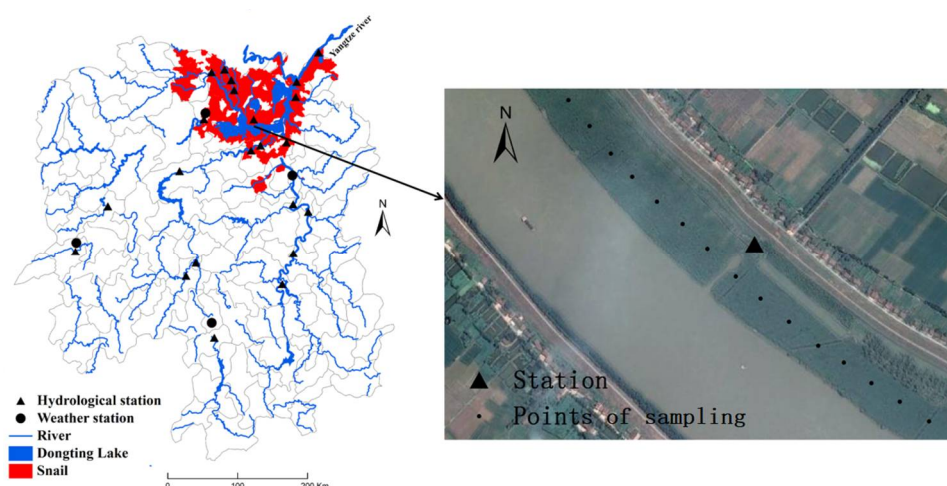 Yangtze river
N
N
Hydrological station
Weather station
River
Dongting Lake
Snail
0 100 200 Km
Station
Points of sampling